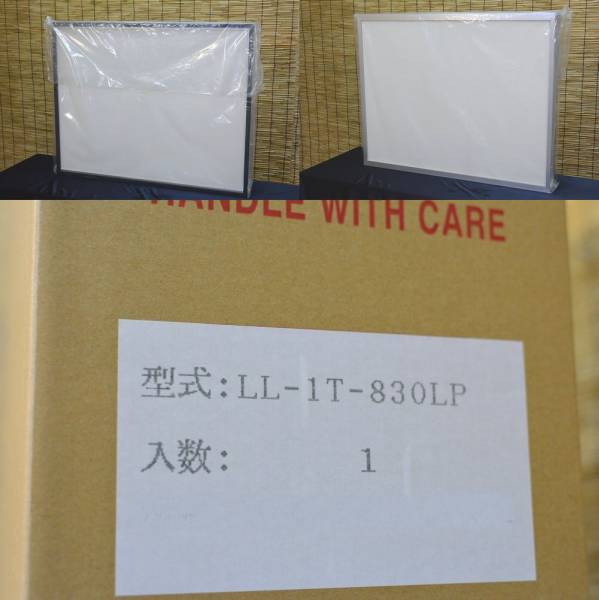 HANDLE WITH CARE
型式:LL-1T-830LP
入数: 1